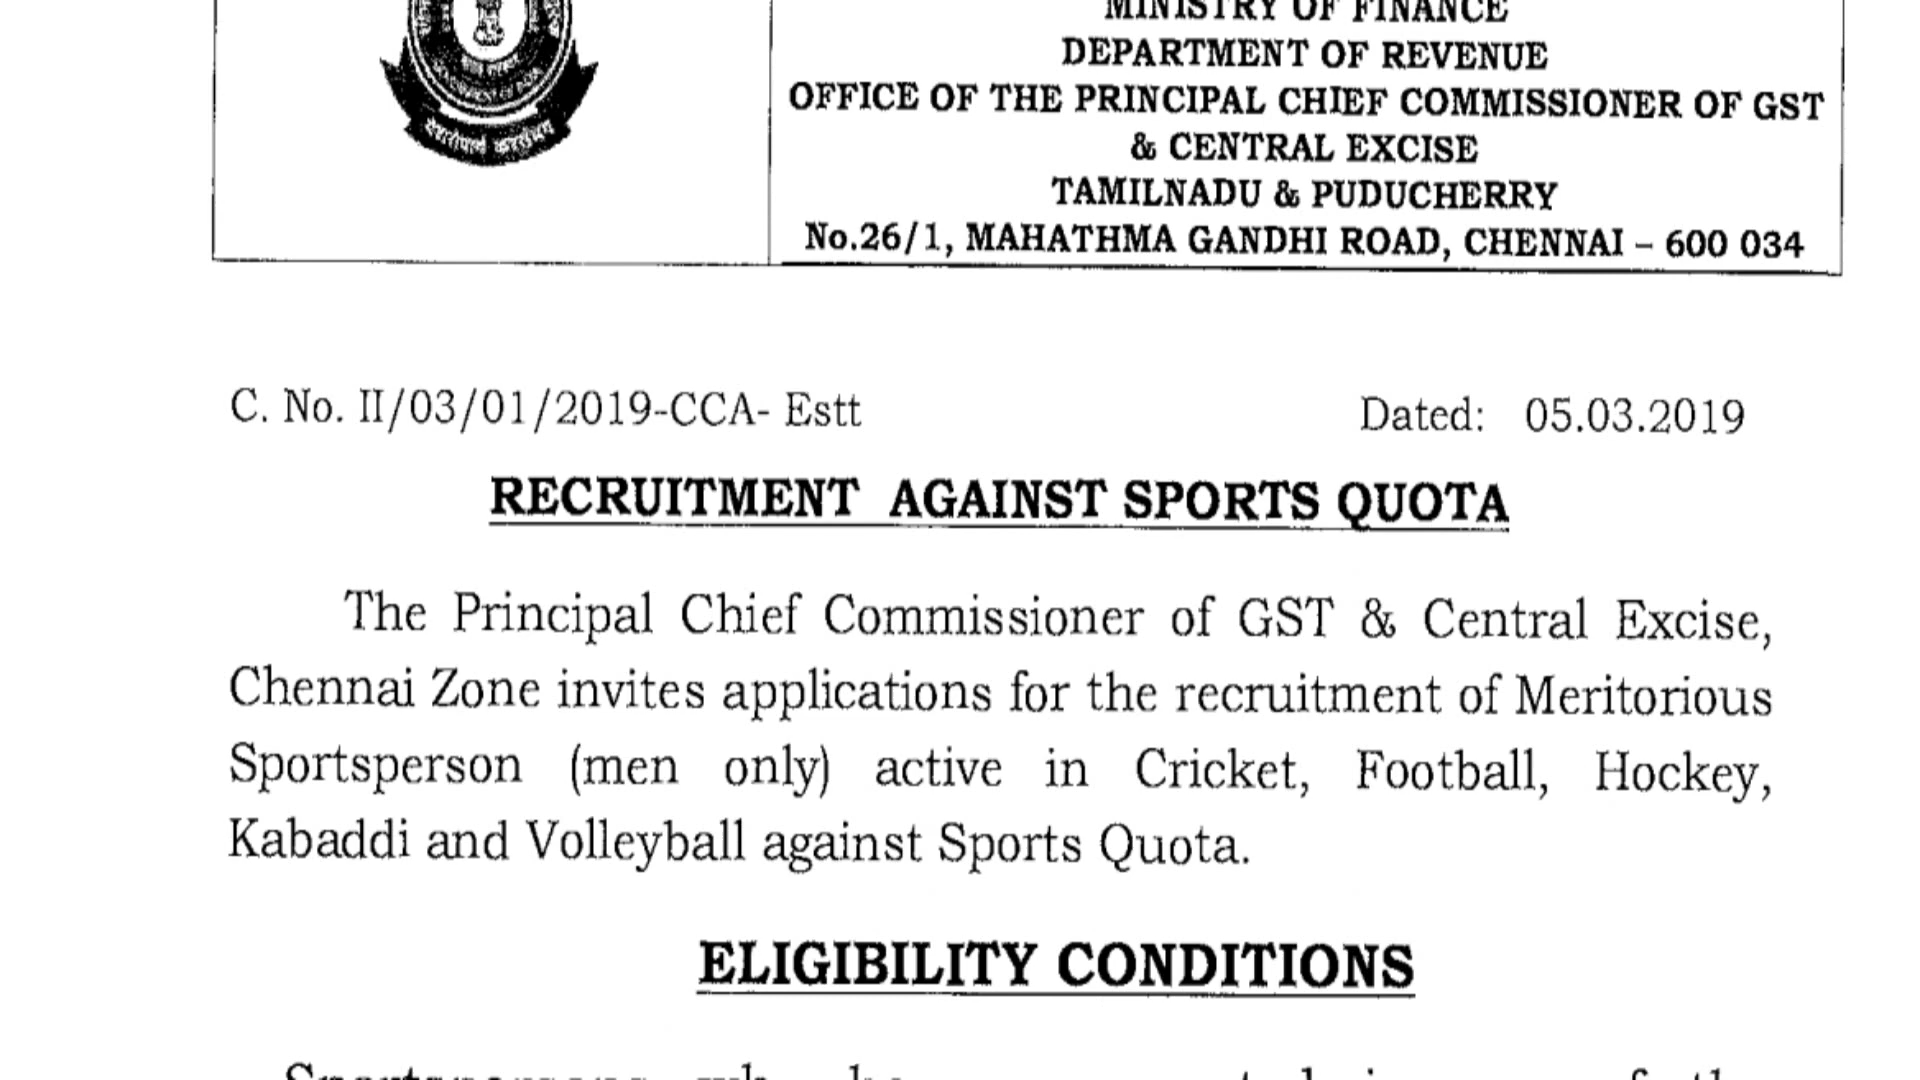 MINISTRY OF FINANCE
DEPARTMENT OF REVENUE
OFFICE OF THE PRINCIPAL CHIEF COMMISSIONER OF GST
& CENTRAL EXCISE
TAMILNADU & PUDUCHERRY
No.26/1, MAHATHMA GANDHI ROAD, CHENNAI – 600 034
C. No. II/03/01/2019-CCA- Estt Dated: 05.03.2019
RECRUITMENT AGAINST SPORTS QUOTA
The Principal Chief Commissioner of GST & Central Excise,
Chennai Zone invites applications for the recruitment of Meritorious
Sportsperson (men only) active in Cricket, Football, Hockey,
Kabaddi and Volleyball against Sports Quota.
ELIGIBILITY CONDITIONS